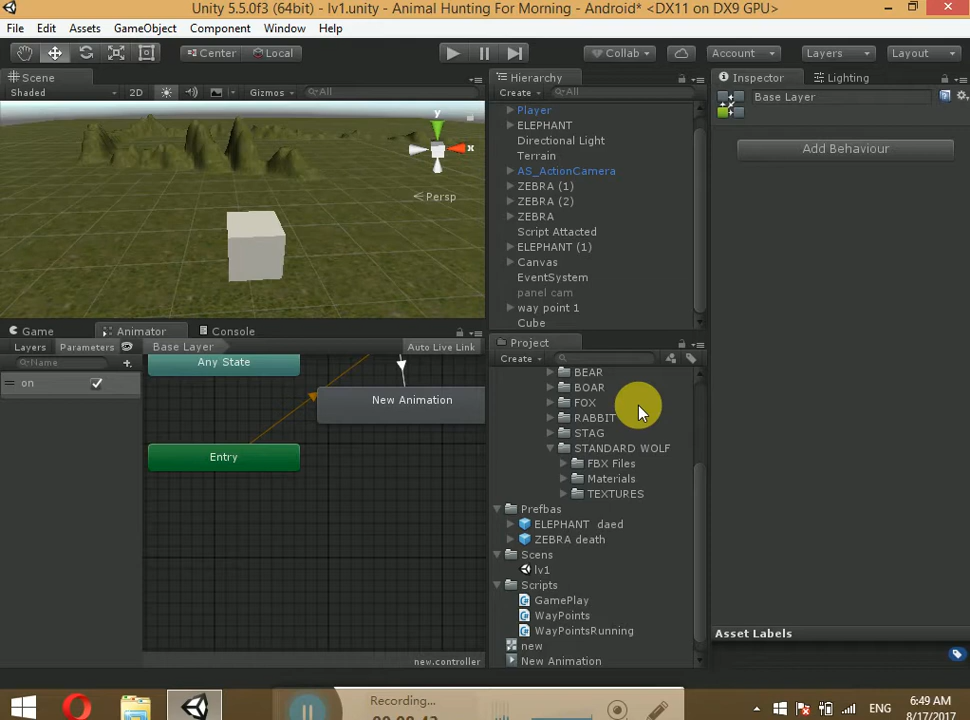 Unity 5.5.0f3 (64bit) - lv1.unity - Animal Hunting For Morning - Android* <DX11 on DX9 GPU>
File Edit Assets GameObject Component Window Help
Center Local Collab Account Layers Layout
Scene
Shaded 2D Gizmos All
y
x
Persp
Hierarchy
Create All
Player
ELEPHANT
Directional Light
Terrain
AS_ActionCamera
ZEBRA (1)
ZEBRA (2)
ZEBRA
Script Attacted
ELEPHANT (1)
Canvas
EventSystem
panel cam
way point 1
Cube
Inspector Lighting
Base Layer
Add Behaviour
Asset Labels
Game Animator Console
Layers Parameters Base Layer Auto Live Link
Name
on
Any State
New Animation
Entry
new.controller
Project
Create
BEAR
BOAR
FOX
RABBIT
STAG
STANDARD WOLF
FBX Files
Materials
TEXTURES
Prefbas
ELEPHANT daed
ZEBRA death
Scens
lv1
Scripts
GamePlay
WayPoints
WayPointsRunning
new
New Animation
Recording...
ENG
6:49 AM
8/17/2017